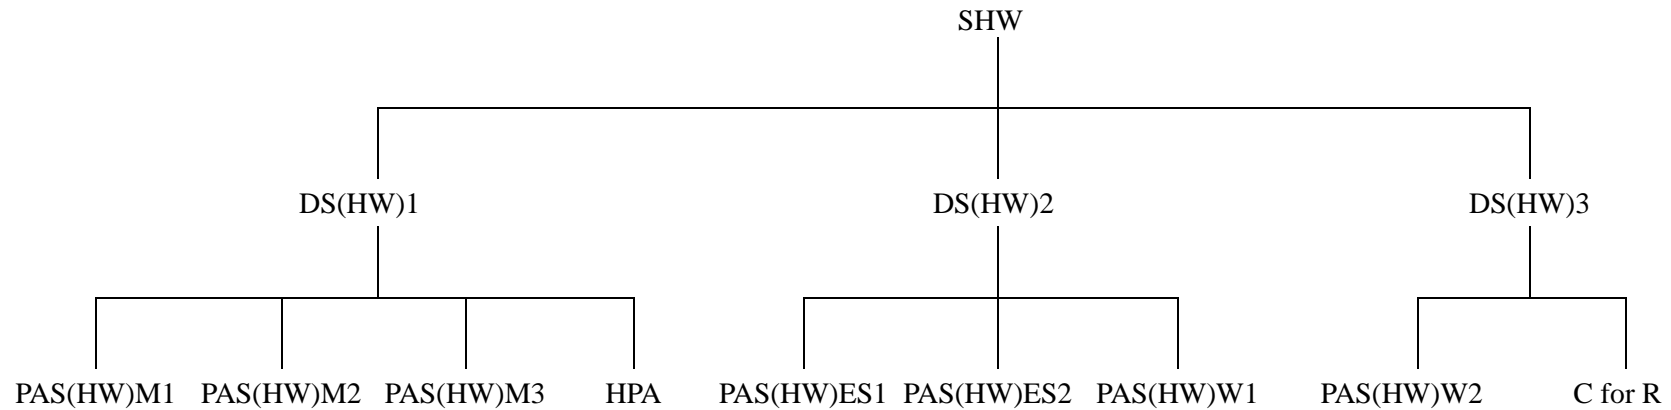 SHW
DS(HW)1 DS(HW)2 DS(HW)3
PAS(HW)M1 PAS(HW)M2 PAS(HW)M3 HPA PAS(HW)ES1 PAS(HW)ES2 PAS(HW)W1 PAS(HW)W2 C for R